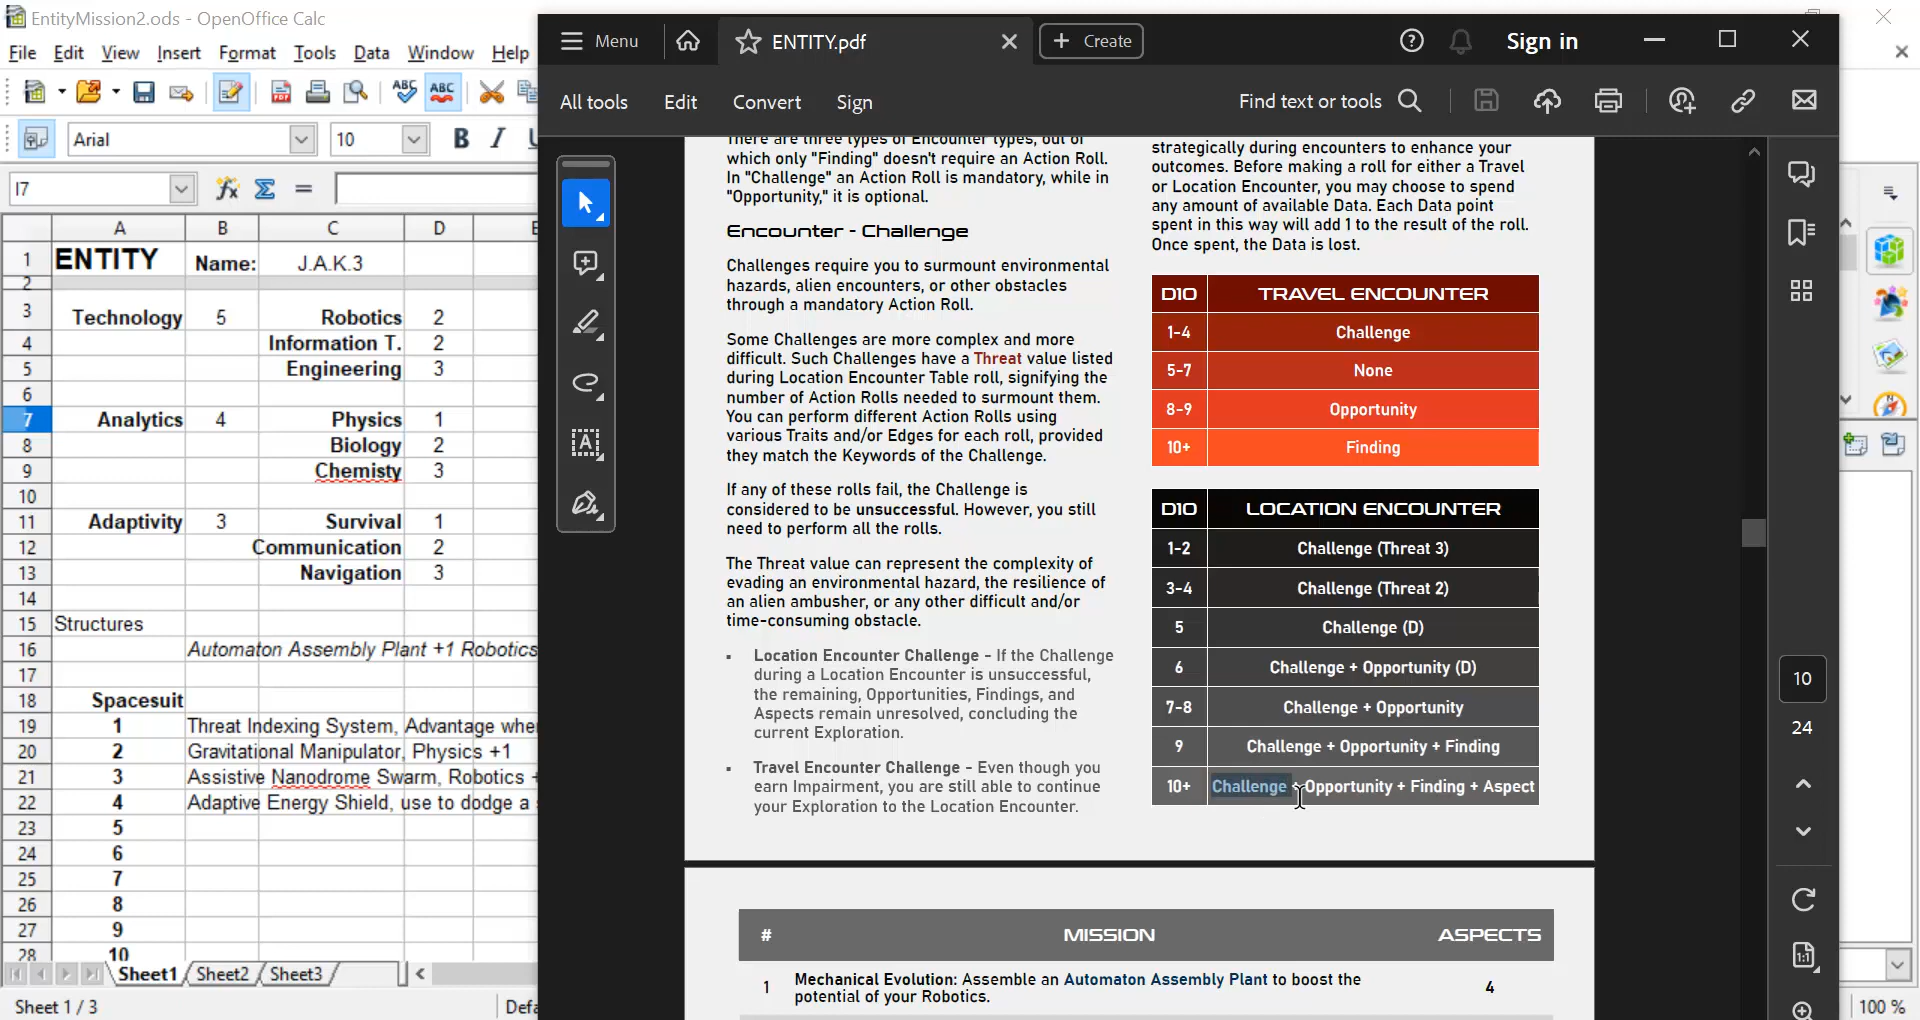 EntityMission2.ods - OpenOffice Calc
File Edit View Insert Format Tools Data Window Help
Arial 10 B I
I7
A B C D
1 ENTITY Name: J.A.K.3
2
3 Technology 5 Robotics 2
4 Information T. 2
5 Engineering 3
6
7 Analytics 4 Physics 1
8 Biology 2
9 Chemisty 3
10
11 Adaptivity 3 Survival 1
12 Communication 2
13 Navigation 3
14
15 Structures
16 Automaton Assembly Plant +1 Robotics
17
18 Spacesuit
19 1 Threat Indexing System, Advantage whe
20 2 Gravitational Manipulator, Physics +1
21 3 Assistive Nanodrome Swarm, Robotics +
22 4 Adaptive Energy Shield, use to dodge a
23 5
24 6
25 7
26 8
27 9
28 10
Sheet1 Sheet2 Sheet3
Sheet 1 / 3 Defa
100 %
Menu ENTITY.pdf Create Sign in
All tools Edit Convert Sign Find text or tools
There are three types of Encounter types, out of
which only "Finding" doesn't require an Action Roll.
In "Challenge" an Action Roll is mandatory, while in
"Opportunity," it is optional.
Encounter - Challenge
Challenges require you to surmount environmental
hazards, alien encounters, or other obstacles
through a mandatory Action Roll.
Some Challenges are more complex and more
difficult. Such Challenges have a Threat value listed
during Location Encounter Table roll, signifying the
number of Action Rolls needed to surmount them.
You can perform different Action Rolls using
various Traits and/or Edges for each roll, provided
they match the Keywords of the Challenge.
If any of these rolls fail, the Challenge is
considered to be unsuccessful. However, you still
need to perform all the rolls.
The Threat value can represent the complexity of
evading an environmental hazard, the resilience of
an alien ambusher, or any other difficult and/or
time-consuming obstacle.
▪ Location Encounter Challenge - If the Challenge
during a Location Encounter is unsuccessful,
the remaining, Opportunities, Findings, and
Aspects remain unresolved, concluding the
current Exploration.
▪ Travel Encounter Challenge - Even though you
earn Impairment, you are still able to continue
your Exploration to the Location Encounter.
strategically during encounters to enhance your
outcomes. Before making a roll for either a Travel
or Location Encounter, you may choose to spend
any amount of available Data. Each Data point
spent in this way will add 1 to the result of the roll.
Once spent, the Data is lost.
D10 TRAVEL ENCOUNTER
1-4 Challenge
5-7 None
8-9 Opportunity
10+ Finding
D10 LOCATION ENCOUNTER
1-2 Challenge (Threat 3)
3-4 Challenge (Threat 2)
5 Challenge (D)
6 Challenge + Opportunity (D)
7-8 Challenge + Opportunity
9 Challenge + Opportunity + Finding
10+ Challenge + Opportunity + Finding + Aspect
# MISSION ASPECTS
1 Mechanical Evolution: Assemble an Automaton Assembly Plant to boost the 4
potential of your Robotics.
10
24